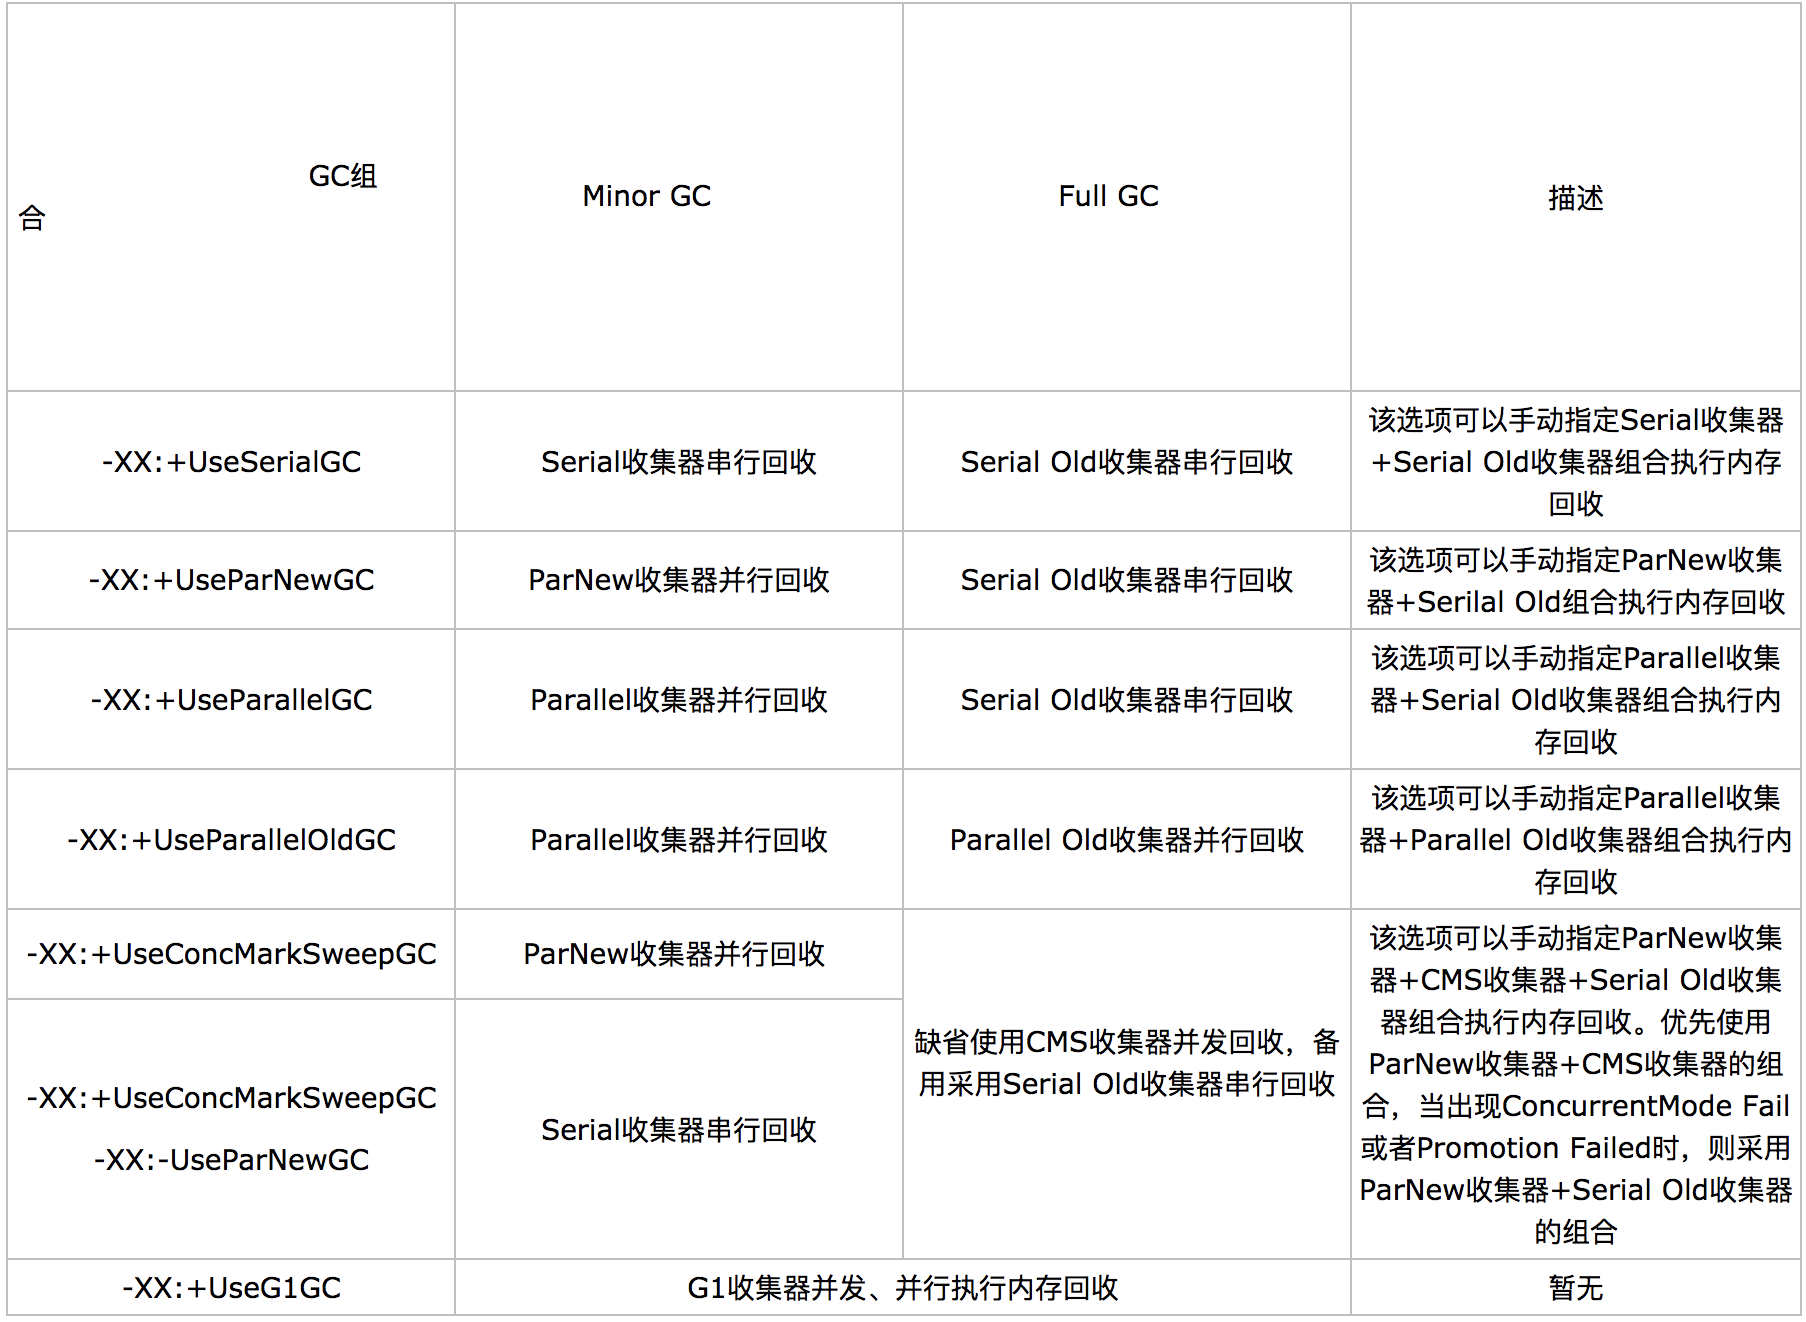 GC组
合
Minor GC
Full GC
描述
-XX:+UseSerialGC
Serial收集器串行回收
Serial Old收集器串行回收
该选项可以手动指定Serial收集器
+Serial Old收集器组合执行内存
回收
-XX:+UseParNewGC
ParNew收集器并行回收
Serial Old收集器串行回收
该选项可以手动指定ParNew收集
器+Serilal Old组合执行内存回收
-XX:+UseParallelGC
Parallel收集器并行回收
Serial Old收集器串行回收
该选项可以手动指定Parallel收集
器+Serial Old收集器组合执行内
存回收
-XX:+UseParallelOldGC
Parallel收集器并行回收
Parallel Old收集器并行回收
该选项可以手动指定Parallel收集
器+Parallel Old收集器组合执行内
存回收
-XX:+UseConcMarkSweepGC
ParNew收集器并行回收
缺省使用CMS收集器并发回收，备
用采用Serial Old收集器串行回收
该选项可以手动指定ParNew收集
器+CMS收集器+Serial Old收集
器组合执行内存回收。优先使用
ParNew收集器+CMS收集器的组
合，当出现ConcurrentMode Fail
或者Promotion Failed时，则采用
ParNew收集器+Serial Old收集器
的组合
-XX:+UseConcMarkSweepGC
-XX:-UseParNewGC
Serial收集器串行回收
-XX:+UseG1GC
G1收集器并发、并行执行内存回收
暂无